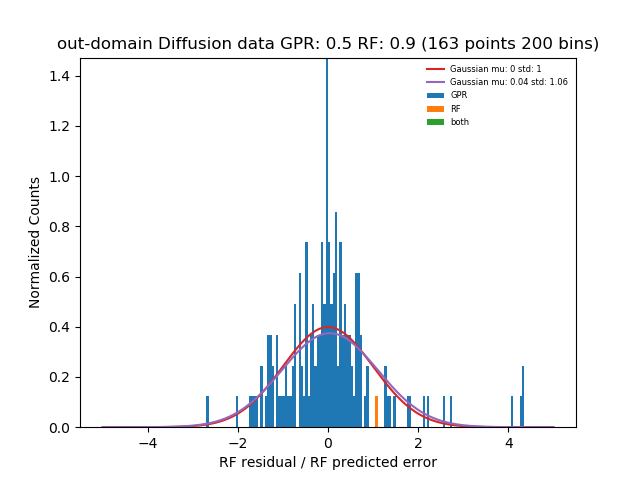 out-domain Diffusion data GPR: 0.5 RF: 0.9 (163 points 200 bins)
Gaussian mu: 0 std: 1
Gaussian mu: 0.04 std: 1.06
GPR
RF
both
Normalized Counts
1.4
1.2
1.0
0.8
0.6
0.4
0.2
0.0
−4 −2 0 2 4
RF residual / RF predicted error